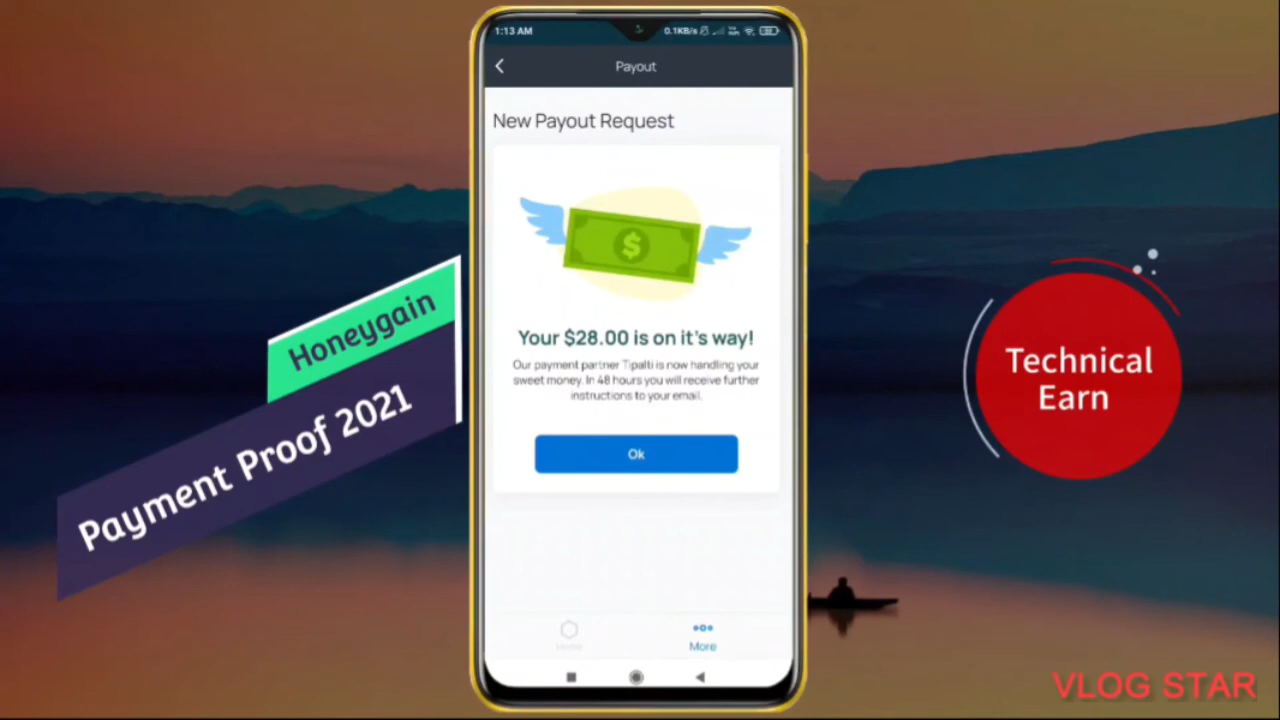 1:13 AM
0.1KB/s
Payout
New Payout Request
$
Your $28.00 is on it's way!
Our payment partner Tipalti is now handling your
sweet money. In 48 hours you will receive further
instructions to your email.
Ok
Home
More
Honeygain
Payment Proof 2021
Technical
Earn
VLOG STAR